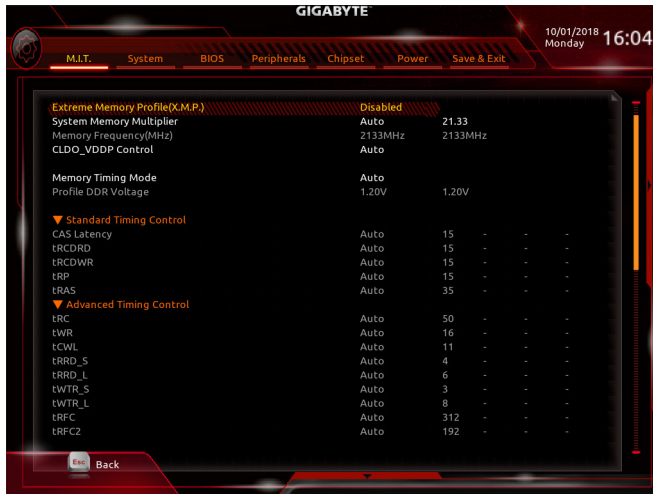 GIGABYTE™
10/01/2018
Monday
16:04
M.I.T. System BIOS Peripherals Chipset Power Save & Exit
Extreme Memory Profile(X.M.P.) Disabled
System Memory Multiplier Auto 21.33
Memory Frequency(MHz) 2133MHz 2133MHz
CLDO_VDDP Control Auto
Memory Timing Mode Auto
Profile DDR Voltage 1.20V 1.20V
▼ Standard Timing Control
CAS Latency Auto 15 - - -
tRCDRD Auto 15 - - -
tRCDWR Auto 15 - - -
tRP Auto 15 - - -
tRAS Auto 35 - - -
▼ Advanced Timing Control
tRC Auto 50 - - -
tWR Auto 16 - - -
tCWL Auto 11 - - -
tRRD_S Auto 4 - - -
tRRD_L Auto 6 - - -
tWTR_S Auto 3 - - -
tWTR_L Auto 8 - - -
tRFC Auto 312 - - -
tRFC2 Auto 192 - - -
Esc Back